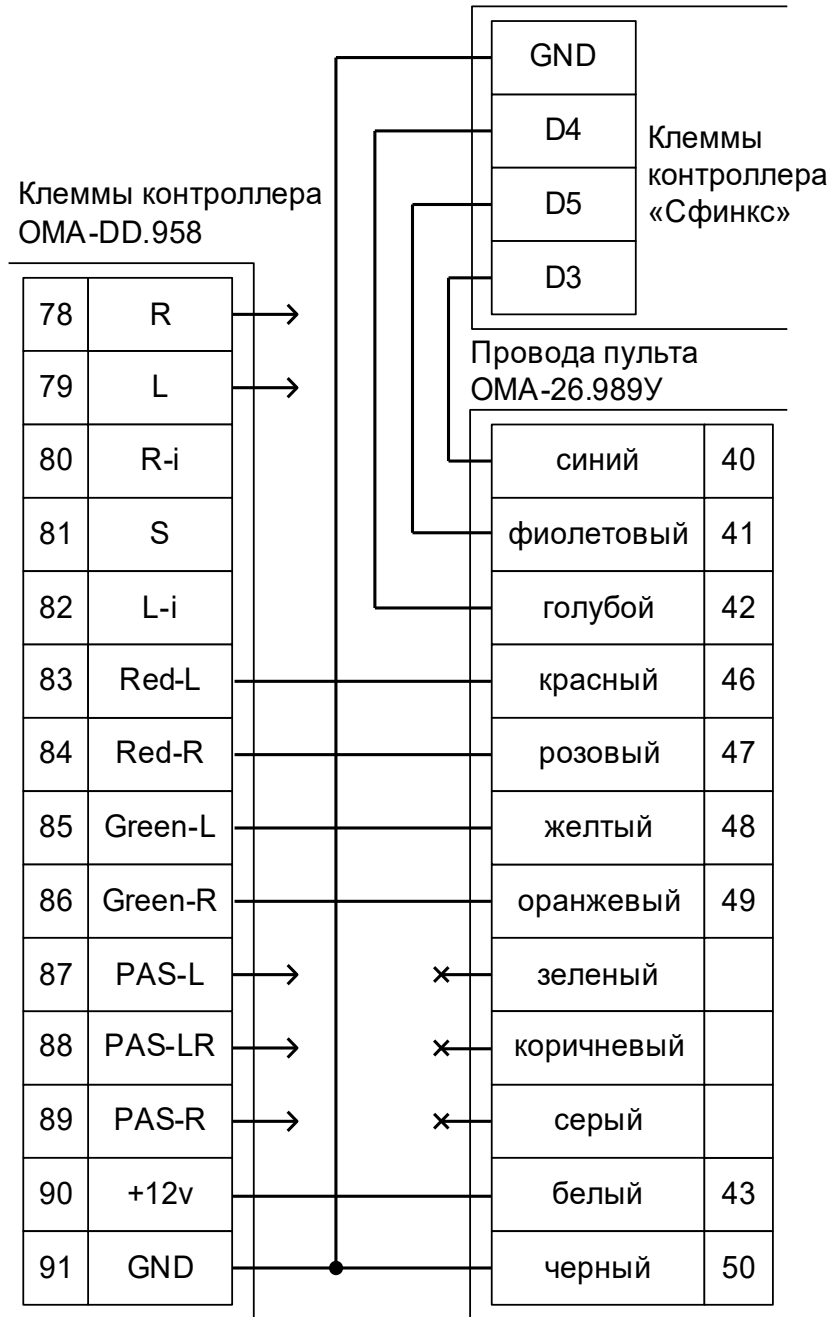 GND
D4
D5
D3
Клеммы
контроллера
«Сфинкс»
Клеммы контроллера
ОМА-DD.958
78 R
79 L
80 R-i
81 S
82 L-i
83 Red-L
84 Red-R
85 Green-L
86 Green-R
87 PAS-L
88 PAS-LR
89 PAS-R
90 +12v
91 GND
Провода пульта
ОМА-26.989У
синий 40
фиолетовый 41
голубой 42
красный 46
розовый 47
желтый 48
оранжевый 49
зеленый
коричневый
серый
белый 43
черный 50